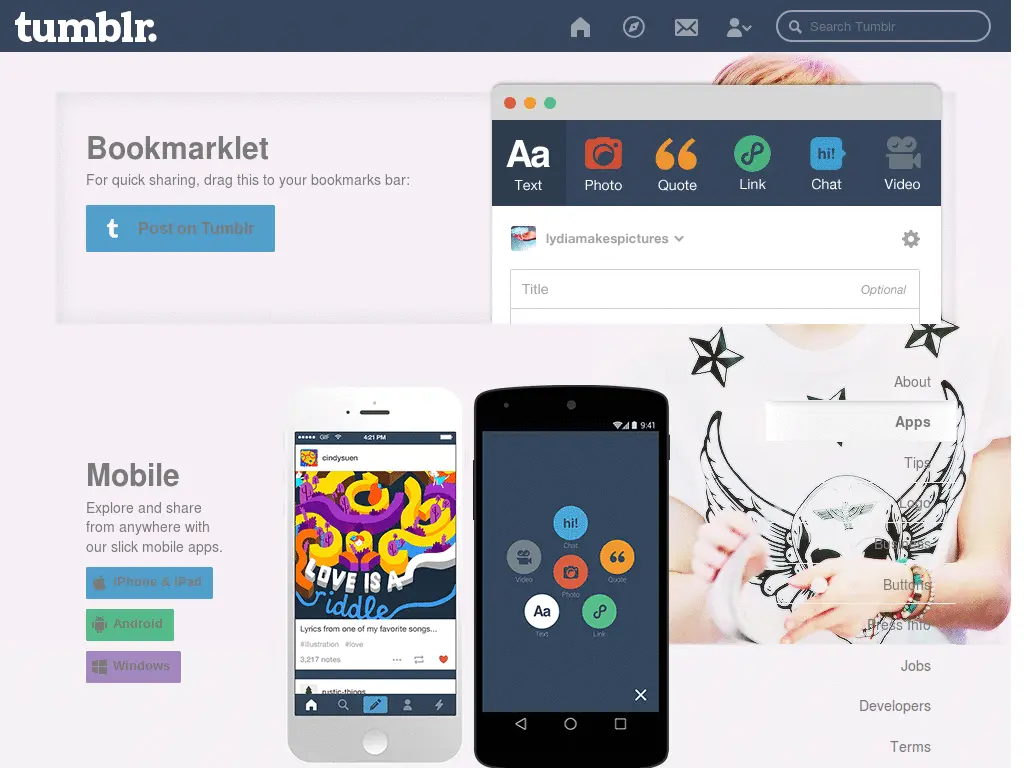 tumblr.
Search Tumblr
Bookmarklet
For quick sharing, drag this to your bookmarks bar:
t Post on Tumblr
Aa
Text
Photo
Quote
Link
hi!
Chat
Video
lydiamakespictures
Title
Optional
About
Apps
Tips
Logo
Business
Buttons
Press Info
Jobs
Developers
Terms
Mobile
Explore and share
from anywhere with
our slick mobile apps.
iPhone & iPad
Android
Windows
GIF
4:21 PM
cindysuen
LOVE IS A
riddle
Lyrics from one of my favorite songs...
#illustration #love
3,217 notes
rustic-things
9:41
hi!
Chat
Video
Quote
Photo
Aa
Text
Link